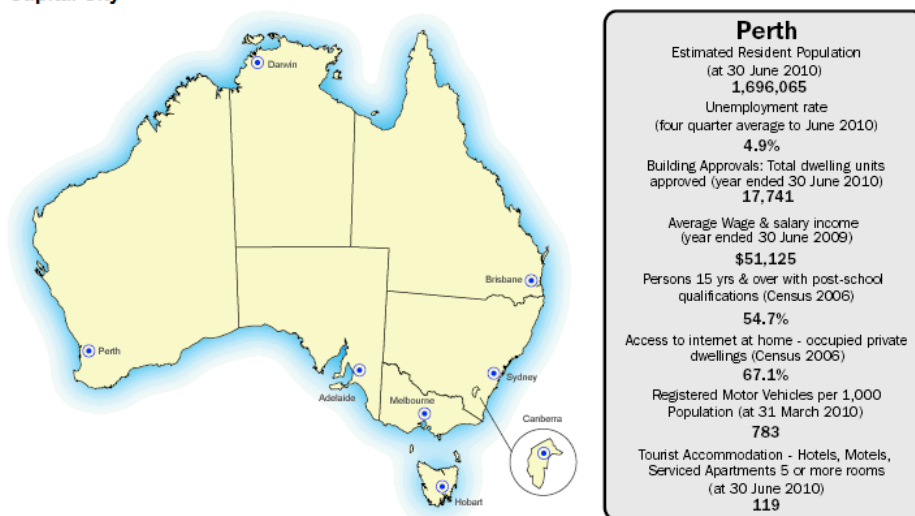 Capital City
Darwin
Brisbane
Perth
Adelaide
Melbourne
Sydney
Canberra
Hobart
Perth
Estimated Resident Population
(at 30 June 2010)
1,696,065
Unemployment rate
(four quarter average to June 2010)
4.9%
Building Approvals: Total dwelling units
approved (year ended 30 June 2010)
17,741
Average Wage & salary income
(year ended 30 June 2009)
$51,125
Persons 15 yrs & over with post-school
qualifications (Census 2006)
54.7%
Access to internet at home - occupied private
dwellings (Census 2006)
67.1%
Registered Motor Vehicles per 1,000
Population (at 31 March 2010)
783
Tourist Accommodation - Hotels, Motels,
Serviced Apartments 5 or more rooms
(at 30 June 2010)
119